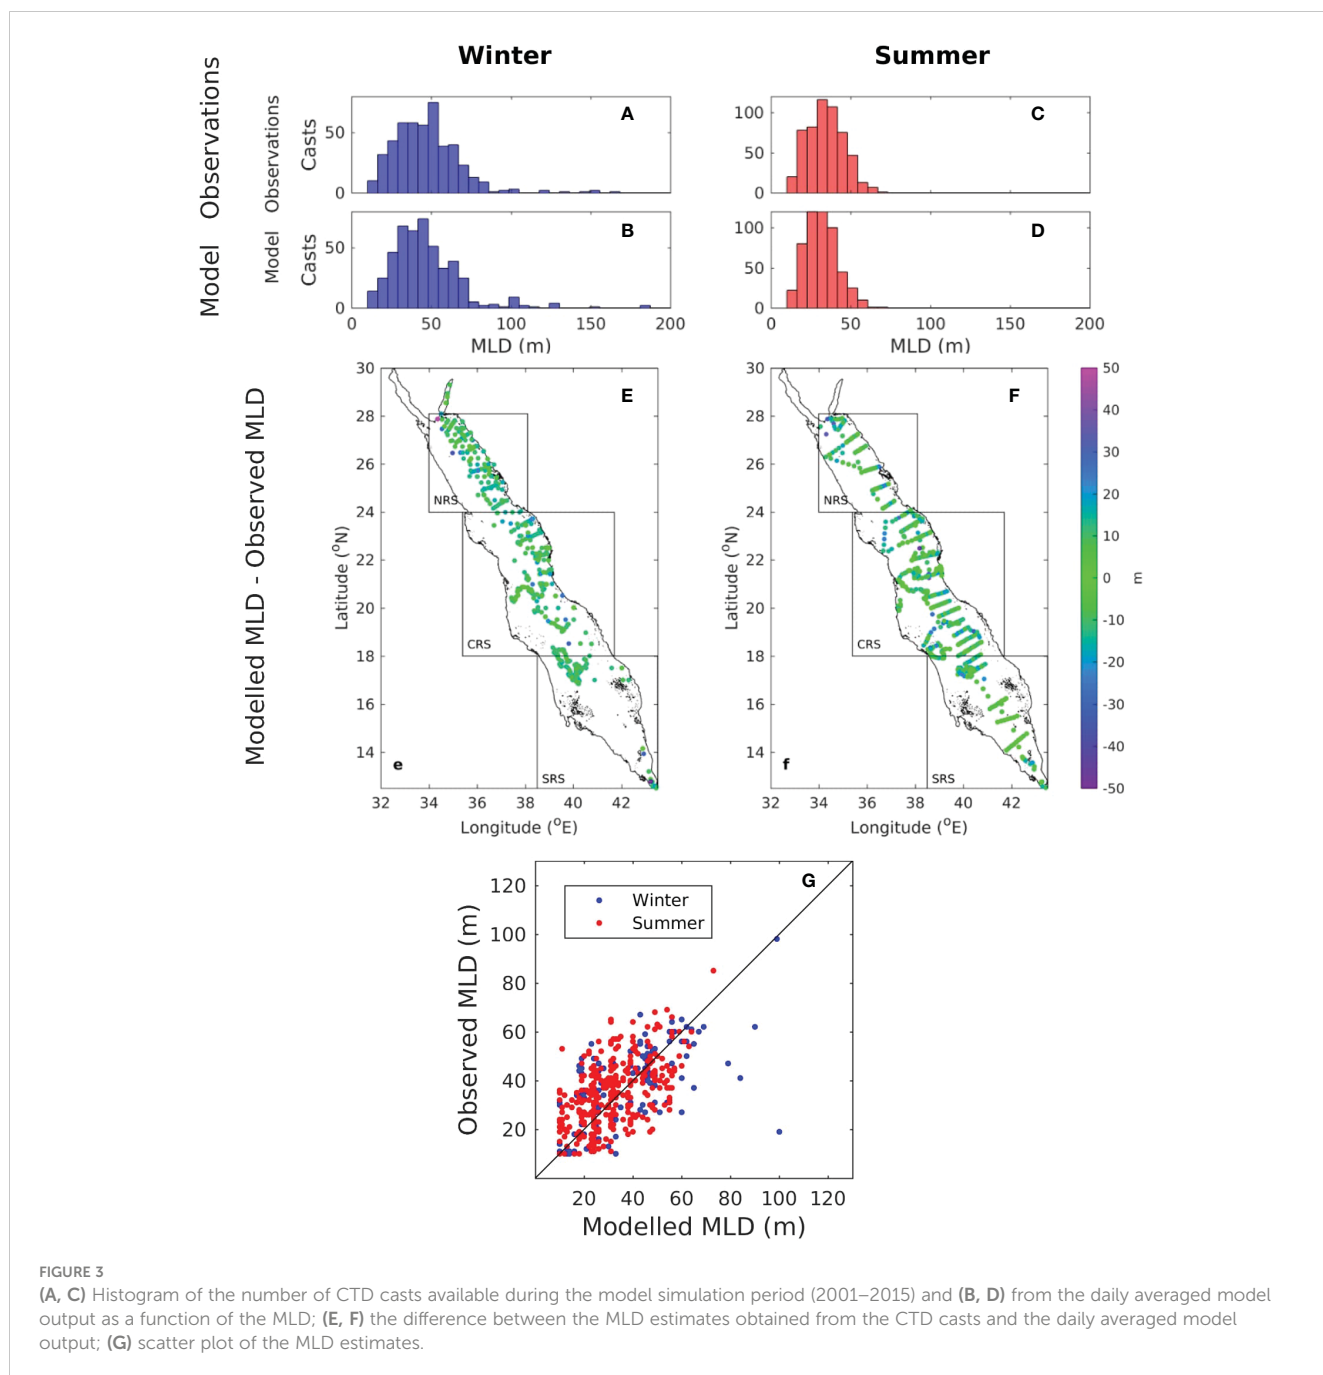 Winter
Summer
Model Observations
Model Observations
Casts
50
0
A
100
50
0
C
Casts
50
0
B
100
50
0
D
0 50 100 150 200
MLD (m)
0 50 100 150 200
MLD (m)
Modelled MLD - Observed MLD
Latitude (°N)
30
28
26
24
22
20
18
16
14
E
NRS
CRS
SRS
e
32 34 36 38 40 42
Longitude (°E)
Latitude (°N)
30
28
26
24
22
20
18
16
14
F
NRS
CRS
SRS
f
32 34 36 38 40 42
Longitude (°E)
50
40
30
20
10
0
-10
-20
-30
-40
-50
m
G
Winter
Summer
Observed MLD (m)
120
100
80
60
40
20
20 40 60 80 100 120
Modelled MLD (m)
FIGURE 3
(A, C) Histogram of the number of CTD casts available during the model simulation period (2001–2015) and (B, D) from the daily averaged model
output as a function of the MLD; (E, F) the difference between the MLD estimates obtained from the CTD casts and the daily averaged model
output; (G) scatter plot of the MLD estimates.